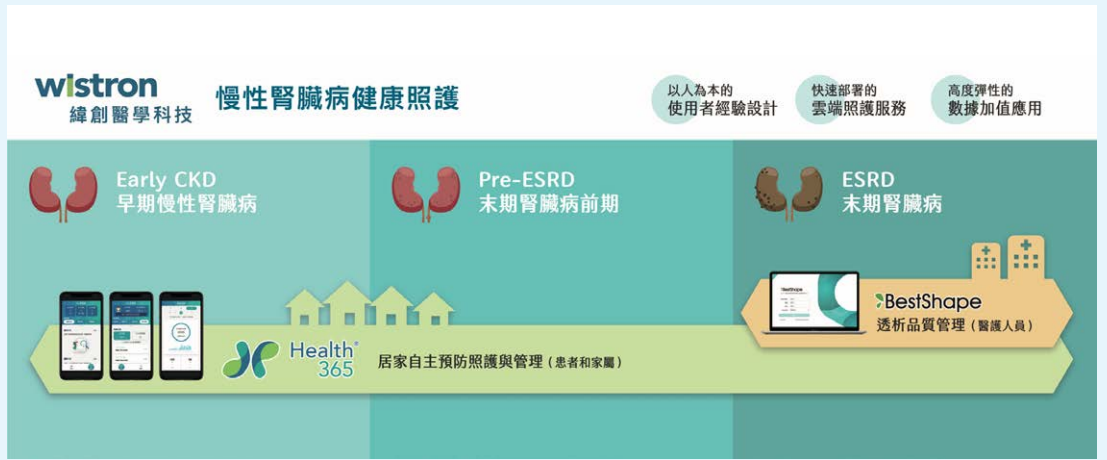 wistron
緯創醫學科技
慢性腎臟病健康照護
以人為本的
使用者經驗設計
快速部署的
雲端照護服務
高度彈性的
數據加值應用
Early CKD
早期慢性腎臟病
Pre-ESRD
末期腎臟病前期
ESRD
末期腎臟病
BestShape
BestShape
透析品質管理（醫護人員）
Health®
365
居家自主預防照護與管理（患者和家屬）